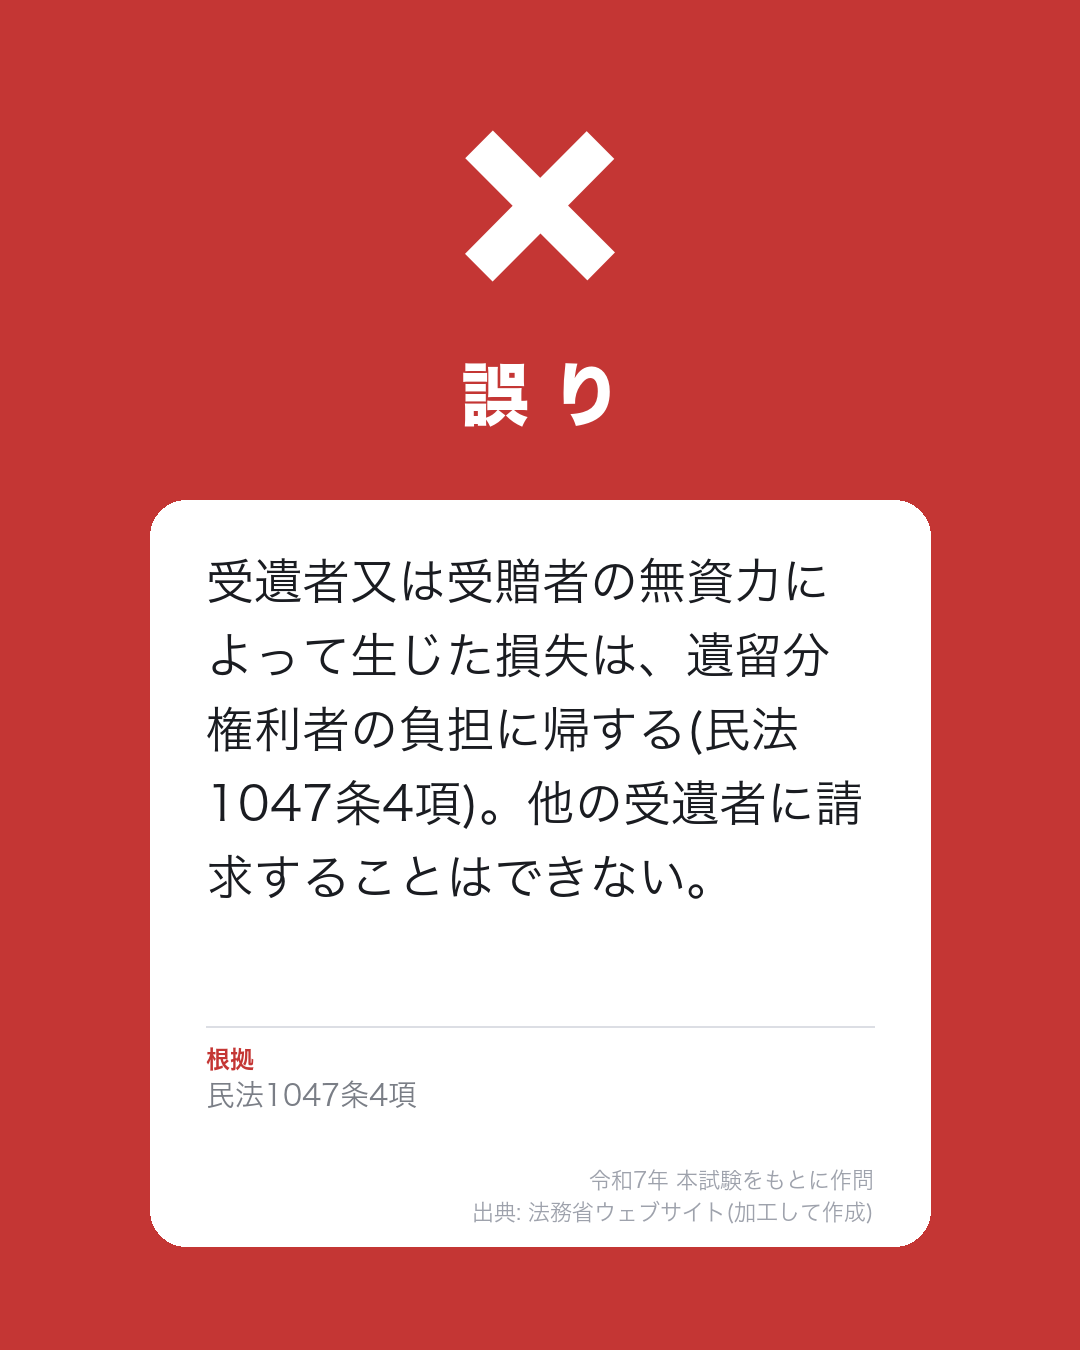 誤り
受遺者又は受贈者の無資力に
よって生じた損失は、遺留分
権利者の負担に帰する(民法
1047条4項)。他の受遺者に請
求することはできない。
根拠
民法1047条4項
令和7年 本試験をもとに作問
出典: 法務省ウェブサイト(加工して作成)